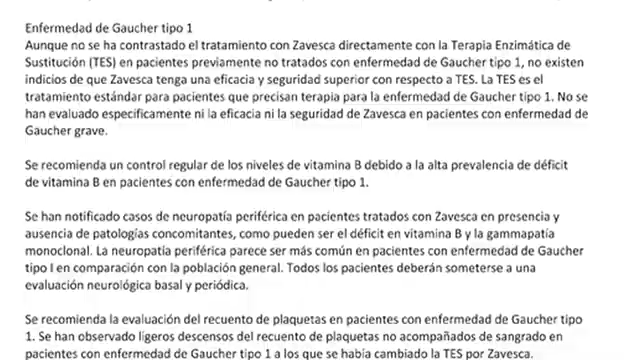 Enfermedad de Gaucher tipo 1
Aunque no se ha contrastado el tratamiento con Zavesca directamente con la Terapia Enzimática de
Sustitución (TES) en pacientes previamente no tratados con enfermedad de Gaucher tipo 1, no existen
indicios de que Zavesca tenga una eficacia y seguridad superior con respecto a TES. La TES es el
tratamiento estándar para pacientes que precisan terapia para la enfermedad de Gaucher tipo 1. No se
han evaluado específicamente ni la eficacia ni la seguridad de Zavesca en pacientes con enfermedad de
Gaucher grave.
Se recomienda un control regular de los niveles de vitamina B debido a la alta prevalencia de déficit
de vitamina B en pacientes con enfermedad de Gaucher tipo 1.
Se han notificado casos de neuropatía periférica en pacientes tratados con Zavesca en presencia y
ausencia de patologías concomitantes, como pueden ser el déficit en vitamina B y la gammapatía
monoclonal. La neuropatía periférica parece ser más común en pacientes con enfermedad de Gaucher
tipo I en comparación con la población general. Todos los pacientes deberán someterse a una
evaluación neurológica basal y periódica.
Se recomienda la evaluación del recuento de plaquetas en pacientes con enfermedad de Gaucher tipo
1. Se han observado ligeros descensos del recuento de plaquetas no acompañados de sangrado en
pacientes con enfermedad de Gaucher tipo 1 a los que se había cambiado la TES por Zavesca.